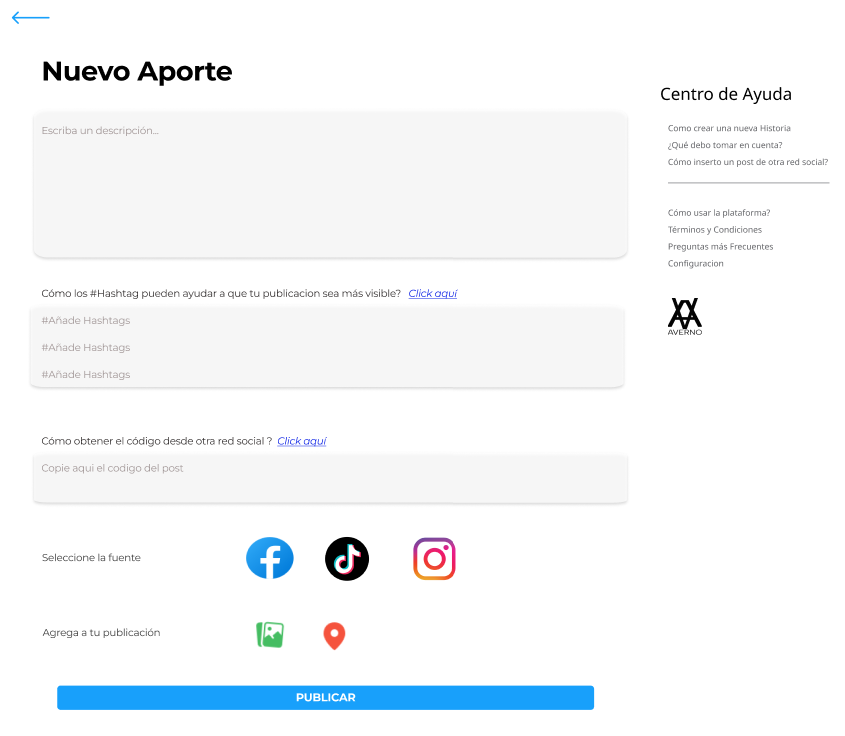 Nuevo Aporte
Escriba un descripción...
Cómo los #Hashtag pueden ayudar a que tu publicacion sea más visible? Click aquí
#Añade Hashtags
#Añade Hashtags
#Añade Hashtags
Cómo obtener el código desde otra red social ? Click aquí
Copie aqui el codigo del post
Seleccione la fuente
Agrega a tu publicación
PUBLICAR
Centro de Ayuda
Como crear una nueva Historia
¿Qué debo tomar en cuenta?
Cómo inserto un post de otra red social?
Cómo usar la plataforma?
Términos y Condiciones
Preguntas más Frecuentes
Configuracion
AVERNO